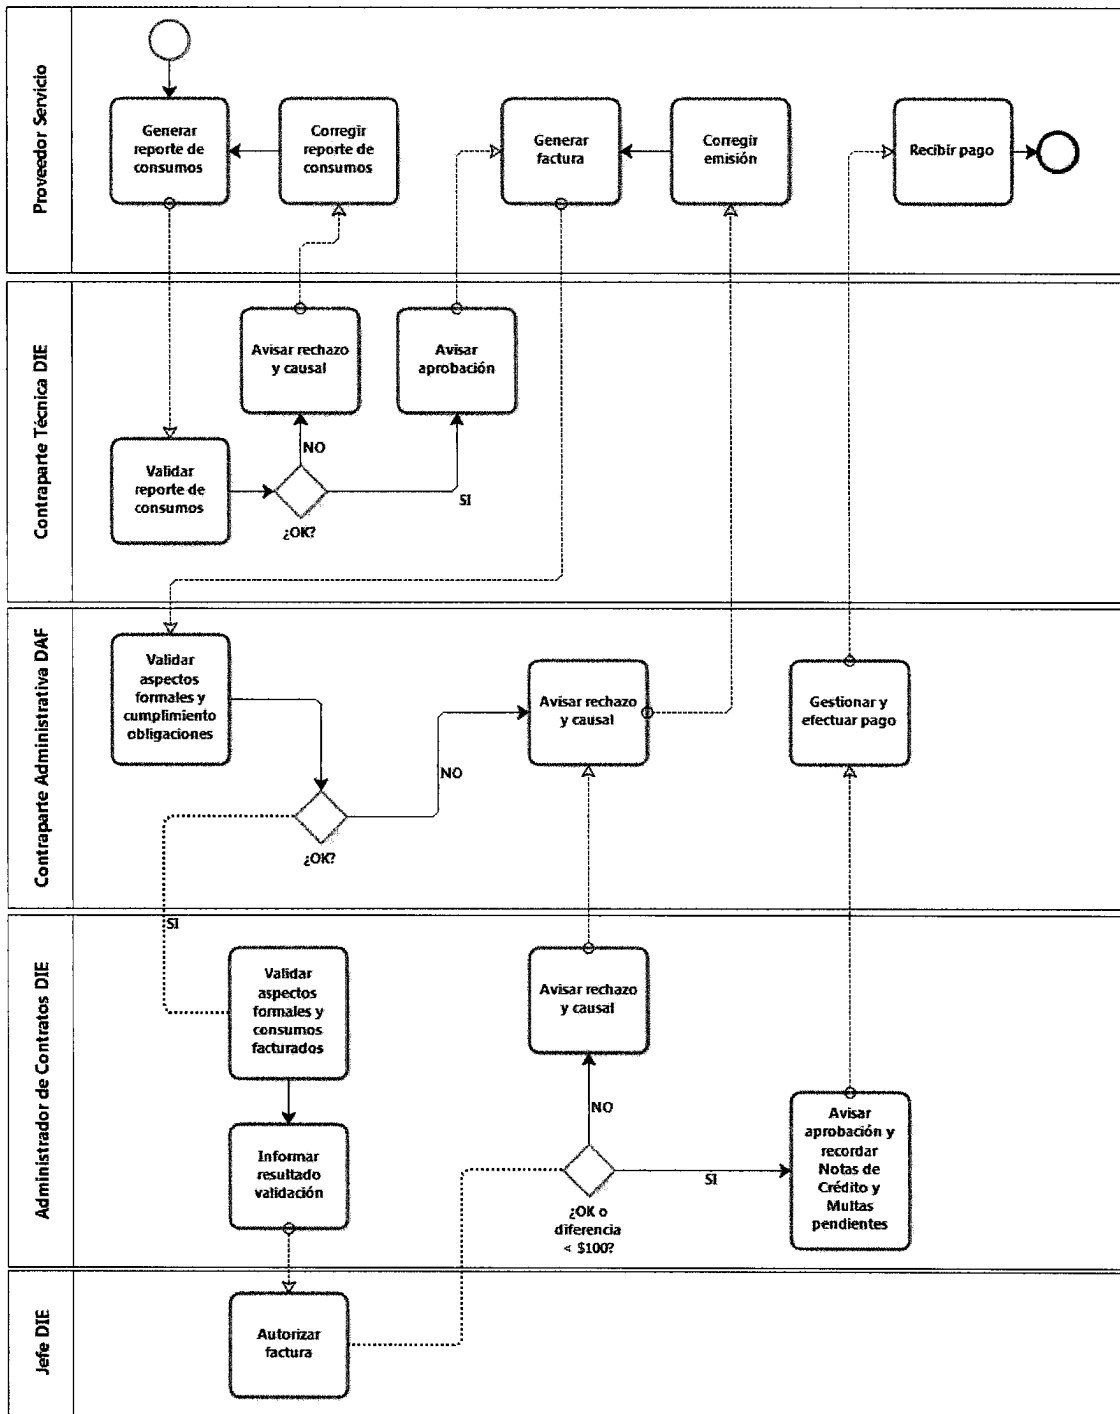 Proveedor Servicio
Generar
reporte de
consumos
Corregir
reporte de
consumos
Generar
factura
Corregir
emisión
Recibir pago
Contraparte Técnica DIE
Avisar rechazo
y causal
Avisar
aprobación
NO
Validar
reporte de
consumos
SI
¿OK?
Contraparte Administrativa DAF
Validar
aspectos
formales y
cumplimiento
obligaciones
Avisar rechazo
y causal
Gestionar y
efectuar pago
NO
¿OK?
SI
Administrador de Contratos DIE
Validar
aspectos
formales y
consumos
facturados
Avisar rechazo
y causal
NO
Informar
resultado
validación
SI
¿OK o
diferencia
< $100?
Avisar
aprobación y
recordar
Notas de
Crédito y
Multas
pendientes
Jefe DIE
Autorizar
factura